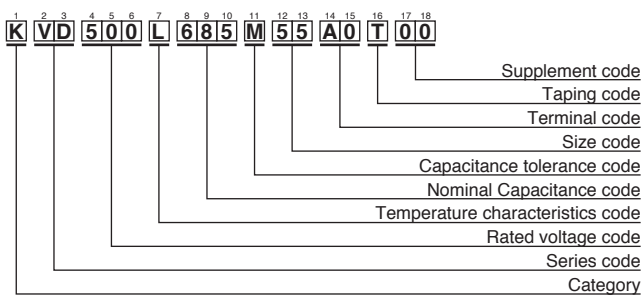 1 2 3 4 5 6 7 8 9 10 11 12 13 14 15 16 17 18
K VD 500 L 685 M 55 A0 T 00
Supplement code
Taping code
Terminal code
Size code
Capacitance tolerance code
Nominal Capacitance code
Temperature characteristics code
Rated voltage code
Series code
Category